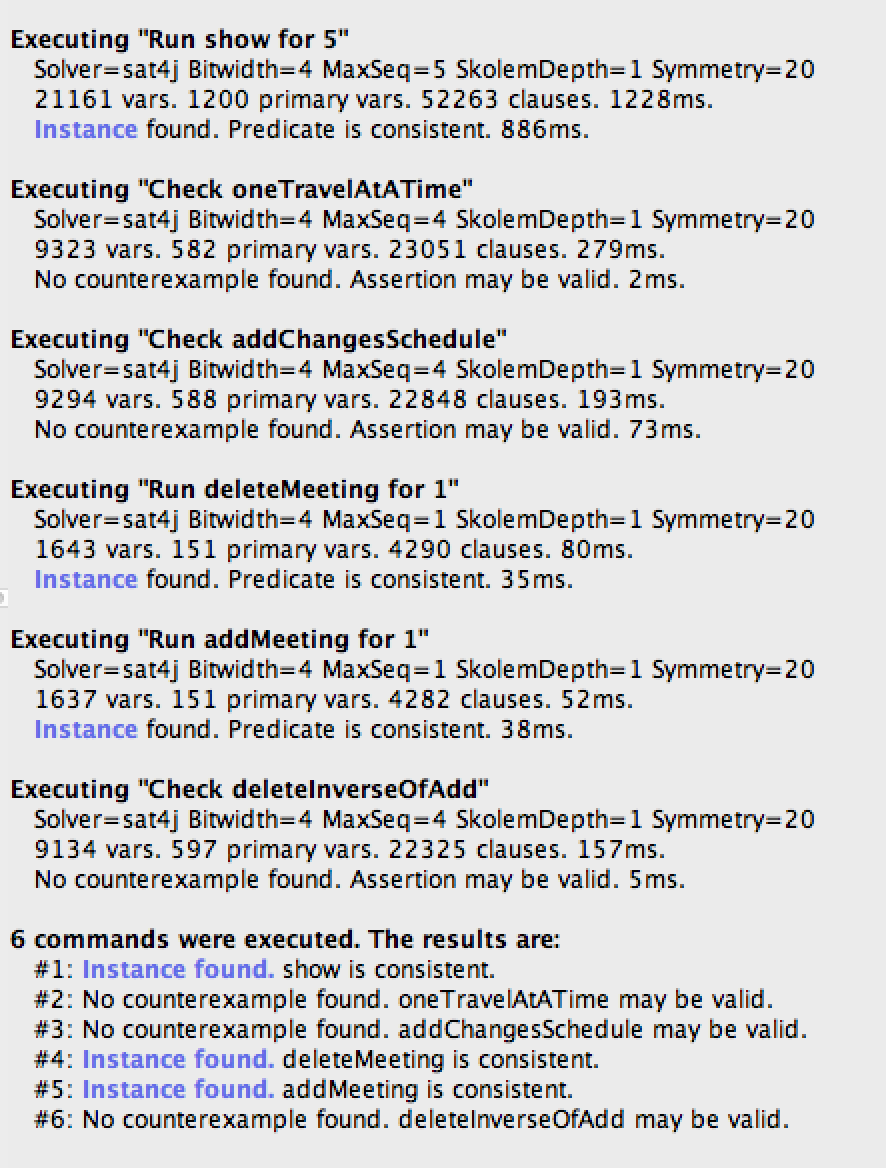 Executing "Run show for 5"
Solver=sat4j Bitwidth=4 MaxSeq=5 SkolemDepth=1 Symmetry=20
21161 vars. 1200 primary vars. 52263 clauses. 1228ms.
Instance found. Predicate is consistent. 886ms.
Executing "Check oneTravelAtATime"
Solver=sat4j Bitwidth=4 MaxSeq=4 SkolemDepth=1 Symmetry=20
9323 vars. 582 primary vars. 23051 clauses. 279ms.
No counterexample found. Assertion may be valid. 2ms.
Executing "Check addChangesSchedule"
Solver=sat4j Bitwidth=4 MaxSeq=4 SkolemDepth=1 Symmetry=20
9294 vars. 588 primary vars. 22848 clauses. 193ms.
No counterexample found. Assertion may be valid. 73ms.
Executing "Run deleteMeeting for 1"
Solver=sat4j Bitwidth=4 MaxSeq=1 SkolemDepth=1 Symmetry=20
1643 vars. 151 primary vars. 4290 clauses. 80ms.
Instance found. Predicate is consistent. 35ms.
Executing "Run addMeeting for 1"
Solver=sat4j Bitwidth=4 MaxSeq=1 SkolemDepth=1 Symmetry=20
1637 vars. 151 primary vars. 4282 clauses. 52ms.
Instance found. Predicate is consistent. 38ms.
Executing "Check deleteInverseOfAdd"
Solver=sat4j Bitwidth=4 MaxSeq=4 SkolemDepth=1 Symmetry=20
9134 vars. 597 primary vars. 22325 clauses. 157ms.
No counterexample found. Assertion may be valid. 5ms.
6 commands were executed. The results are:
#1: Instance found. show is consistent.
#2: No counterexample found. oneTravelAtATime may be valid.
#3: No counterexample found. addChangesSchedule may be valid.
#4: Instance found. deleteMeeting is consistent.
#5: Instance found. addMeeting is consistent.
#6: No counterexample found. deleteInverseOfAdd may be valid.